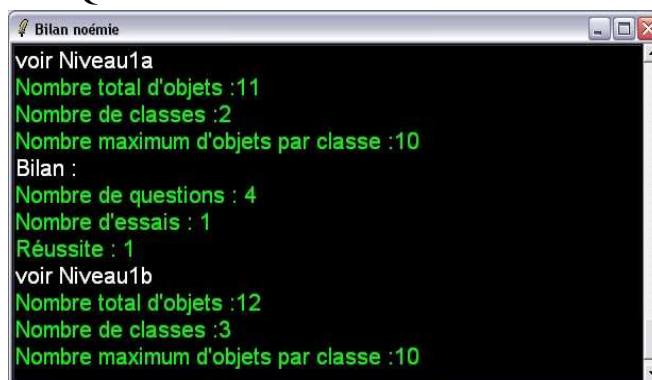 Bilan noémie
voir Niveau1a
Nombre total d'objets :11
Nombre de classes :2
Nombre maximum d'objets par classe :10
Bilan :
Nombre de questions : 4
Nombre d'essais : 1
Réussite : 1
voir Niveau1b
Nombre total d'objets :12
Nombre de classes :3
Nombre maximum d'objets par classe :10